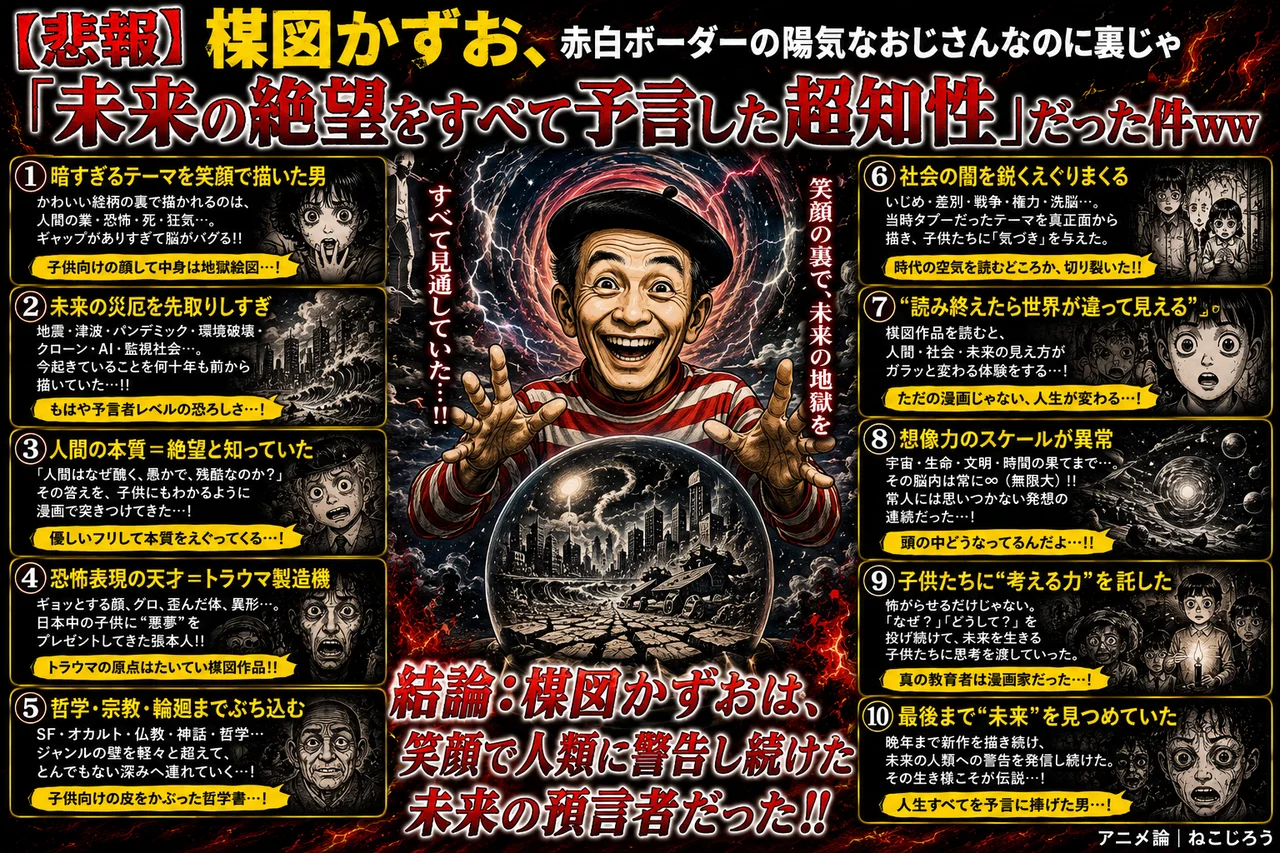 【悲報】楳図かずお、赤白ボーダーの陽気なおじさんなのに裏じゃ
「未来の絶望をすべて予言した超知性」だった件ww
① 暗すぎるテーマを笑顔で描いた男
かわいい絵柄の裏で描かれるのは、
人間の業・恐怖・死・狂気…。
ギャップがありすぎて脳がバグる!!
子供向けの顔して中身は地獄絵図…!
② 未来の災厄を先取りしすぎ
地震・津波・パンデミック・環境破壊・
クローン・AI・監視社会…。
今起きていることを何十年も前から
描いていた…!!
もはや予言者レベルの恐ろしさ…!
③ 人間の本質＝絶望と知っていた
「人間はなぜ醜く、愚かで、残酷なのか?」
その答えを、子供にもわかるように
漫画で突きつけてきた…!
優しいフリして本質をえぐってくる…!
④ 恐怖表現の天才＝トラウマ製造機
ギョッとする顔、グロ、歪んだ体、異形…。
日本中の子供に“悪夢”を
プレゼントしてきた張本人!!
トラウマの原点はたいてい楳図作品!!
⑤ 哲学・宗教・輪廻までぶち込む
SF・オカルト・仏教・神話・哲学…
ジャンルの壁を軽々と超えて、
とんでもない深みへ連れていく…!
子供向けの皮をかぶった哲学書…!
笑顔の裏で、未来の地獄を
すべて見通していた…!!
結論：楳図かずおは、
笑顔で人類に警告し続けた
未来の預言者だった!!
⑥ 社会の闇を鋭くえぐりまくる
いじめ・差別・戦争・権力・洗脳…。
当時タブーだったテーマを真正面から
描き、子供たちに「気づき」を与えた。
時代の空気を読むどころか、切り裂いた!!
⑦ “読み終えたら世界が違って見える”」。
楳図作品を読むと、
人間・社会・未来の見え方が
ガラッと変わる体験をする…!
ただの漫画じゃない、人生が変わる…!
⑧ 想像力のスケールが異常
宇宙・生命・文明・時間の果てまで…。
その脳内は常に∞（無限大）!!
常人には思いつかない発想の
連続だった…!
頭の中どうなってるんだよ…!!
⑨ 子供たちに“考える力”を託した
怖がらせるだけじゃない。
「なぜ?」「どうして?」を
投げ続けて、未来を生きる
子供たちに思考を渡していった。
真の教育者は漫画家だった…!
⑩ 最後まで“未来”を見つめていた
晩年まで新作を描き続け、
未来の人類への警告を発信し続けた。
その生き様こそが伝説…!
人生すべてを予言に捧げた男…!
アニメ論｜ねこじろう